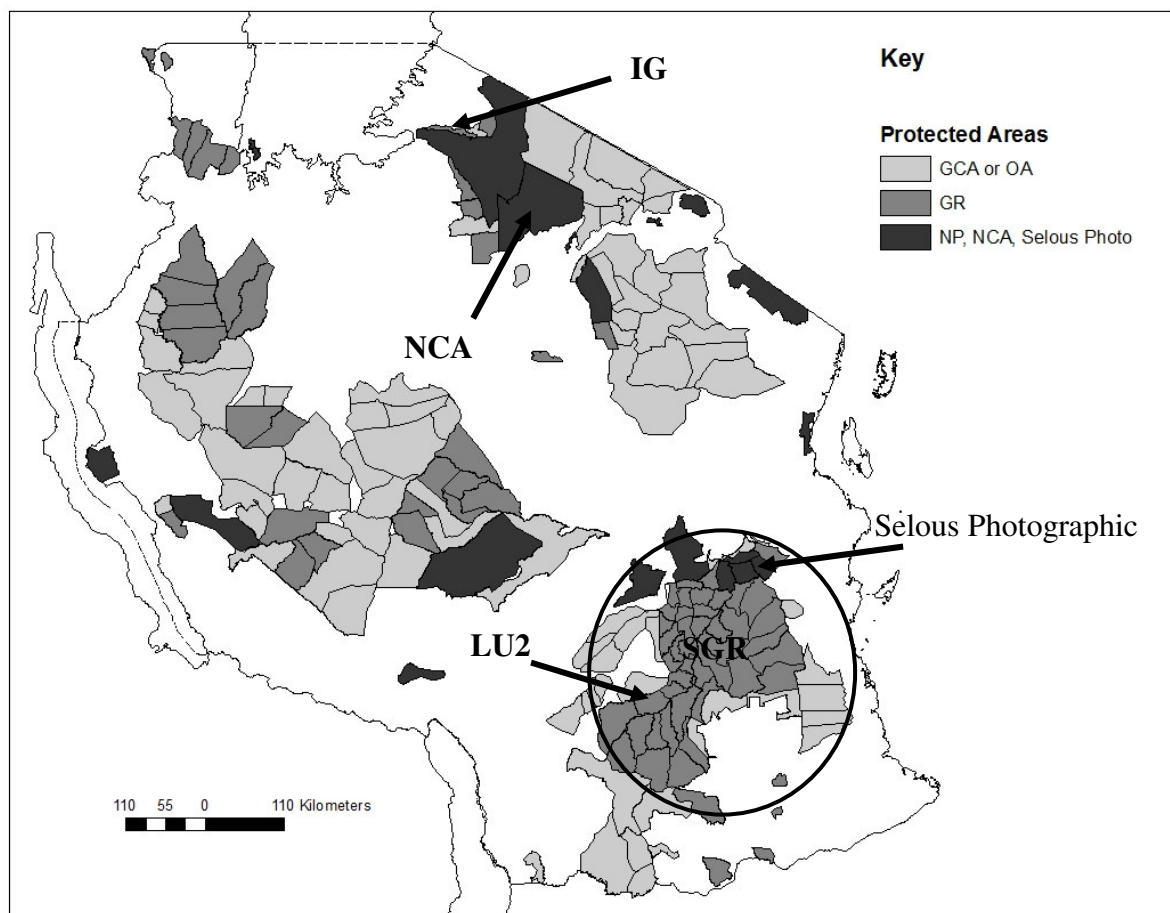 IG
Key
Protected Areas
GCA or OA
GR
NP, NCA, Selous Photo
NCA
Selous Photographic
LU2
SGR
110 55 0 110 Kilometers